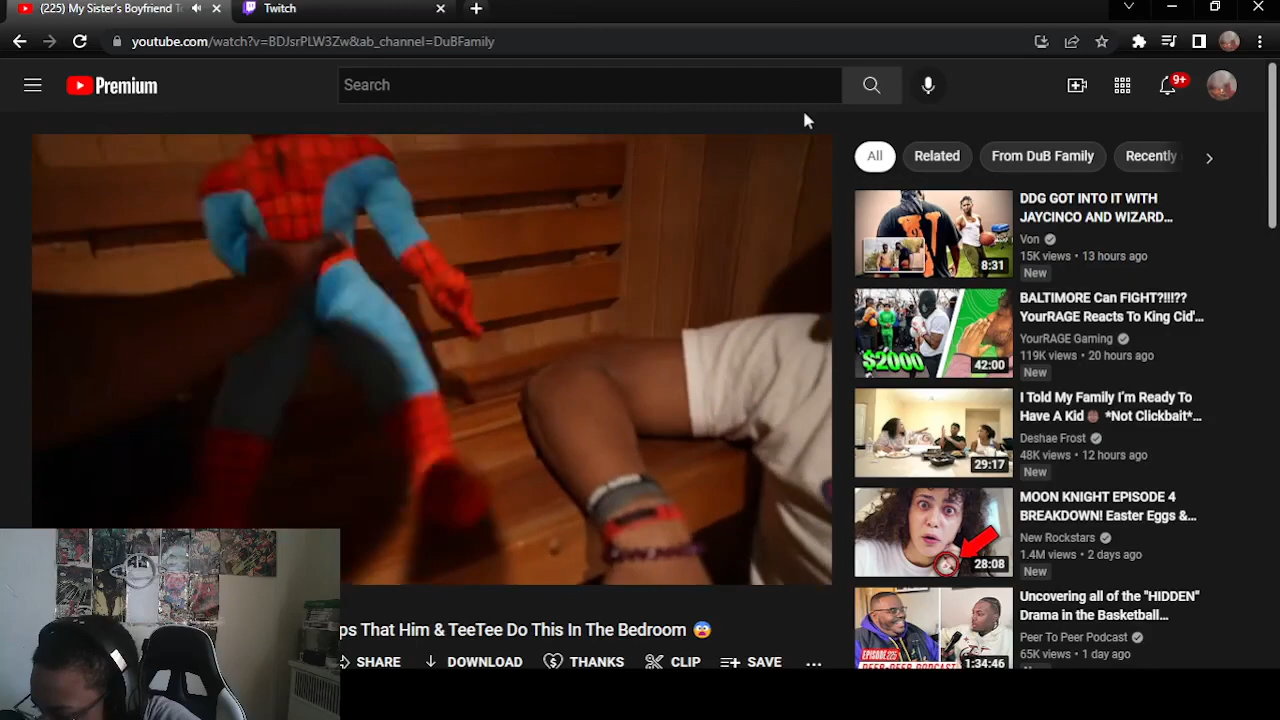 (225) My Sister's Boyfriend T
Twitch
youtube.com/watch?v=BDJsrPLW3Zw&ab_channel=DuBFamily
Premium
Search
9+
All
Related
From DuB Family
Recently
DDG GOT INTO IT WITH
JAYCINCO AND WIZARD...
Von
15K views • 13 hours ago
New
8:31
BALTIMORE Can FIGHT?!!!??
YourRAGE Reacts To King Cid'...
YourRAGE Gaming
119K views • 20 hours ago
New
$2000
42:00
I Told My Family I'm Ready To
Have A Kid *Not Clickbait*...
Deshae Frost
48K views • 12 hours ago
New
29:17
MOON KNIGHT EPISODE 4
BREAKDOWN! Easter Eggs &...
New Rockstars
1.4M views • 2 days ago
New
28:08
Uncovering all of the "HIDDEN"
Drama in the Basketball...
Peer To Peer Podcast
65K views • 1 day ago
EPISODE 225
1:34:46
ps That Him & TeeTee Do This In The Bedroom 😨
SHARE
DOWNLOAD
THANKS
CLIP
SAVE
...